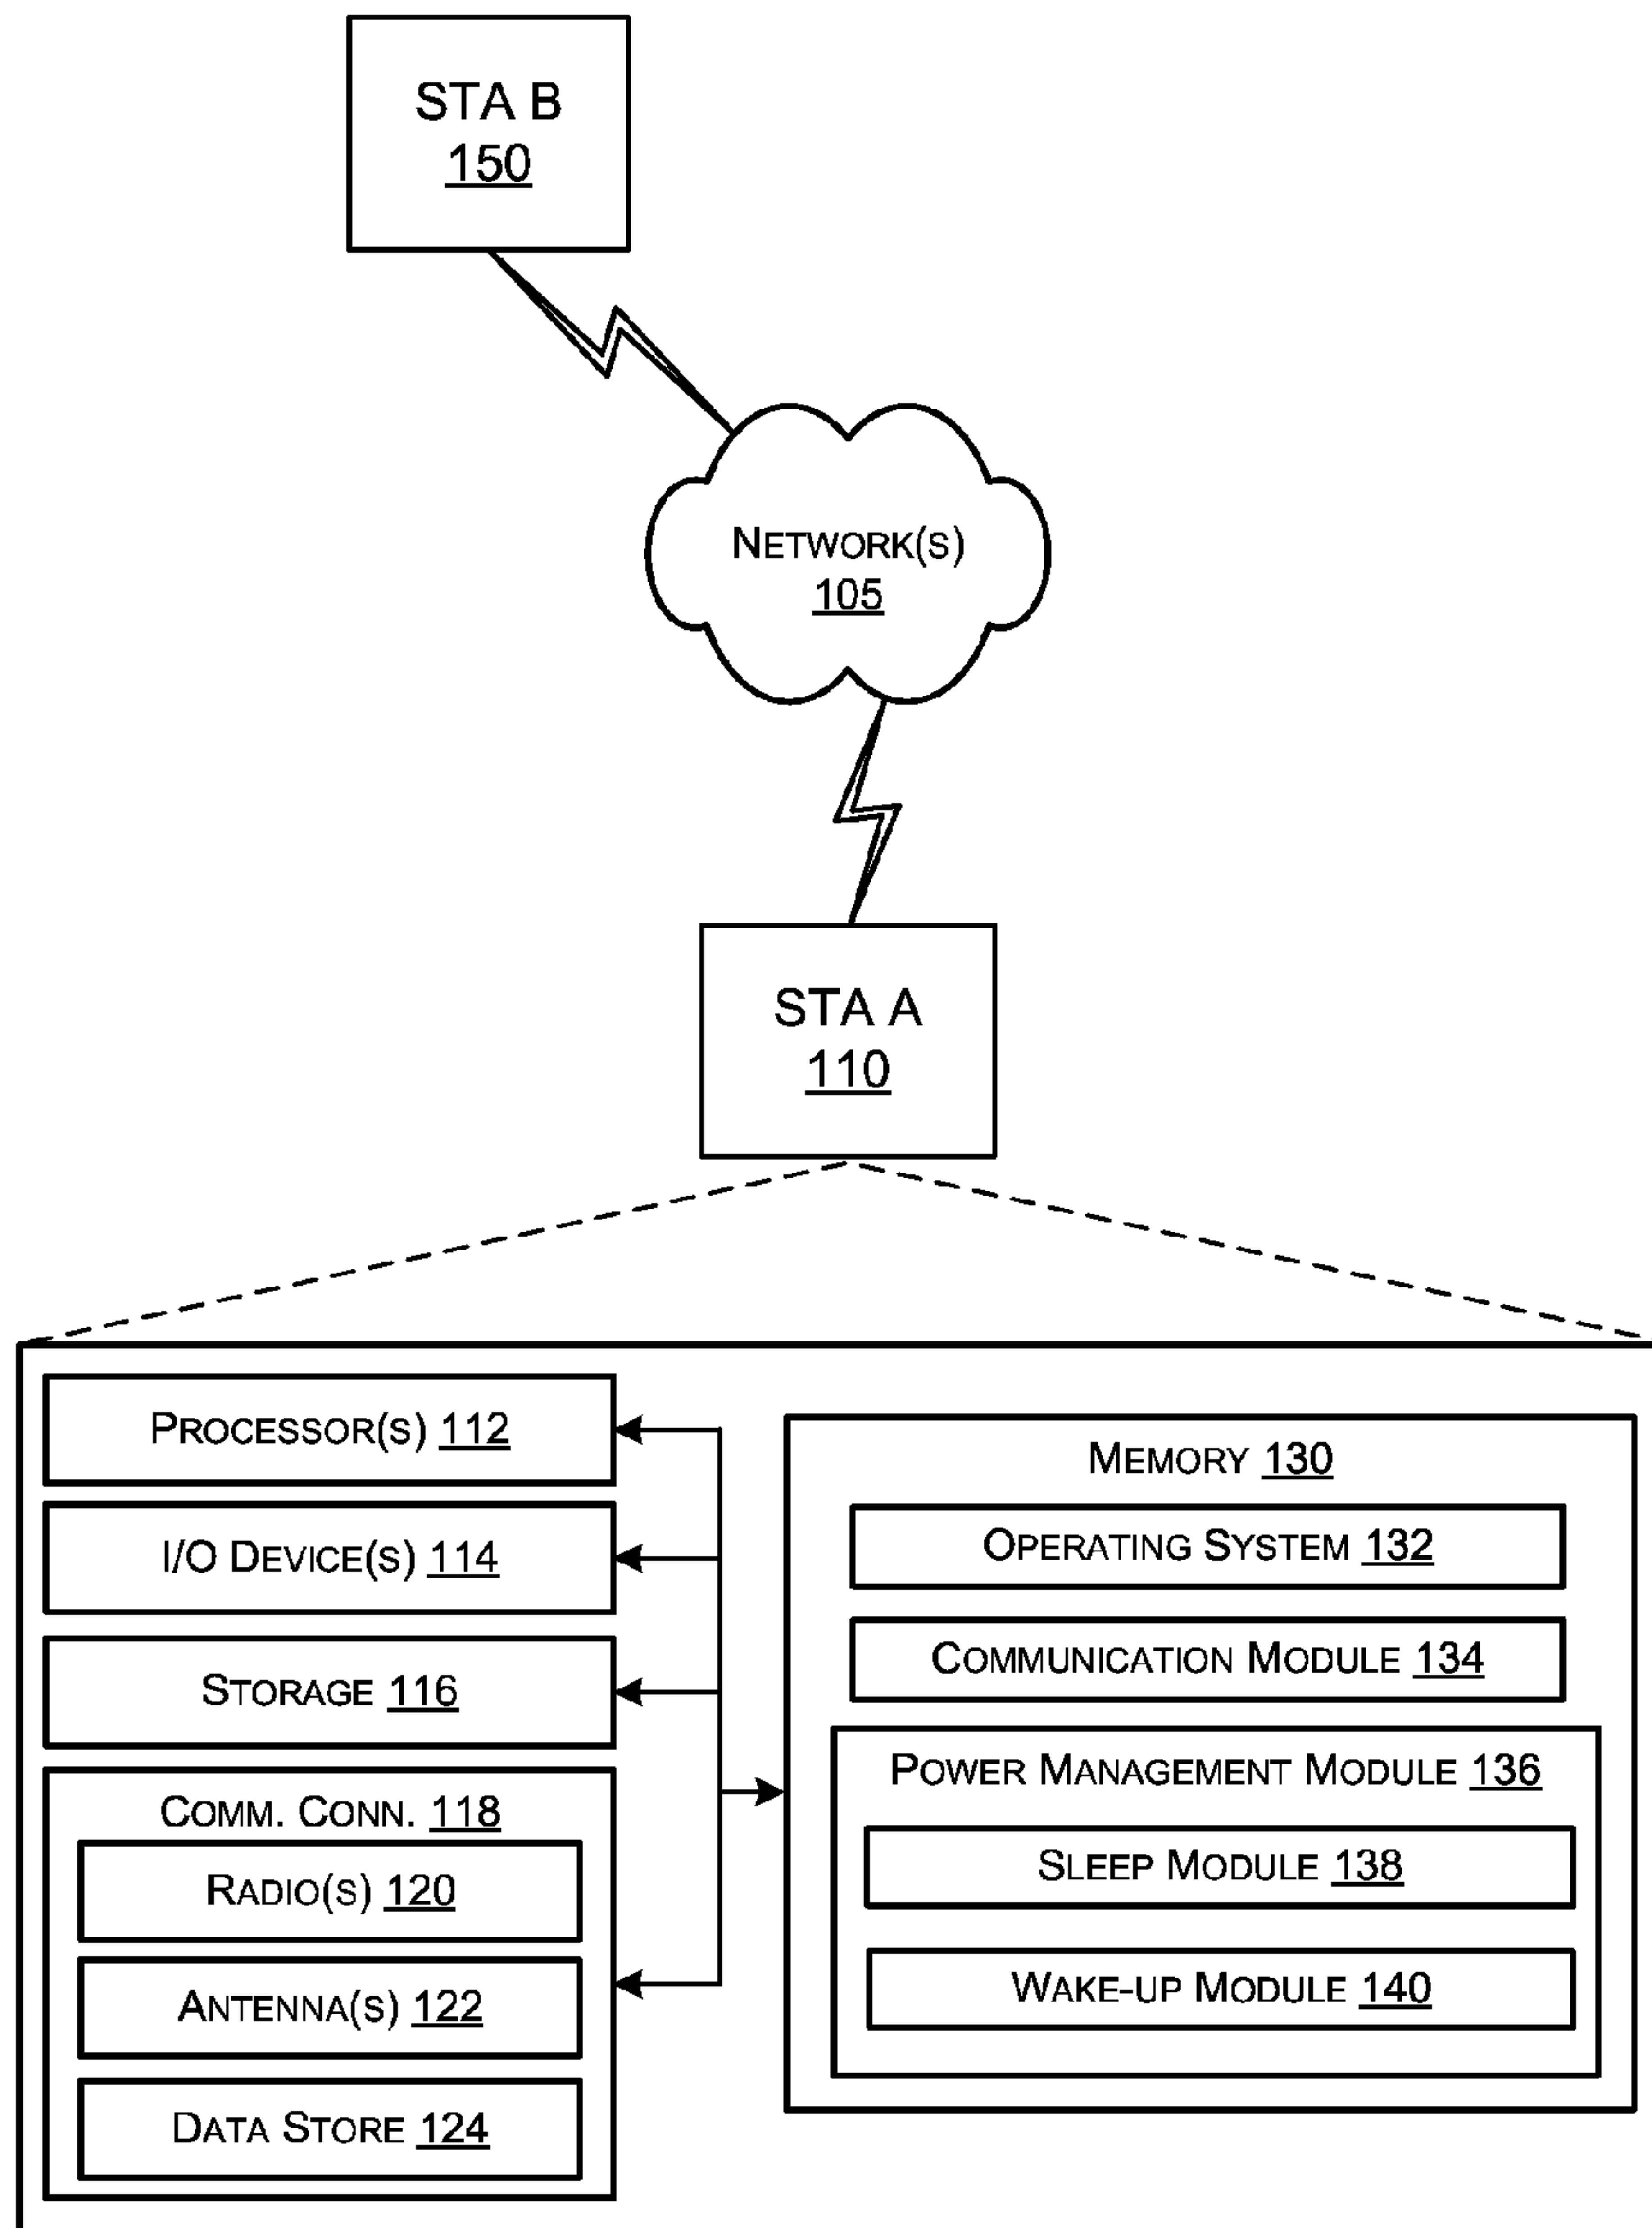 STA B
150
NETWORK(S)
105
STA A
110
PROCESSOR(S) 112
I/O DEVICE(S) 114
STORAGE 116
COMM. CONN. 118
RADIO(S) 120
ANTENNA(S) 122
DATA STORE 124
MEMORY 130
OPERATING SYSTEM 132
COMMUNICATION MODULE 134
POWER MANAGEMENT MODULE 136
SLEEP MODULE 138
WAKE-UP MODULE 140